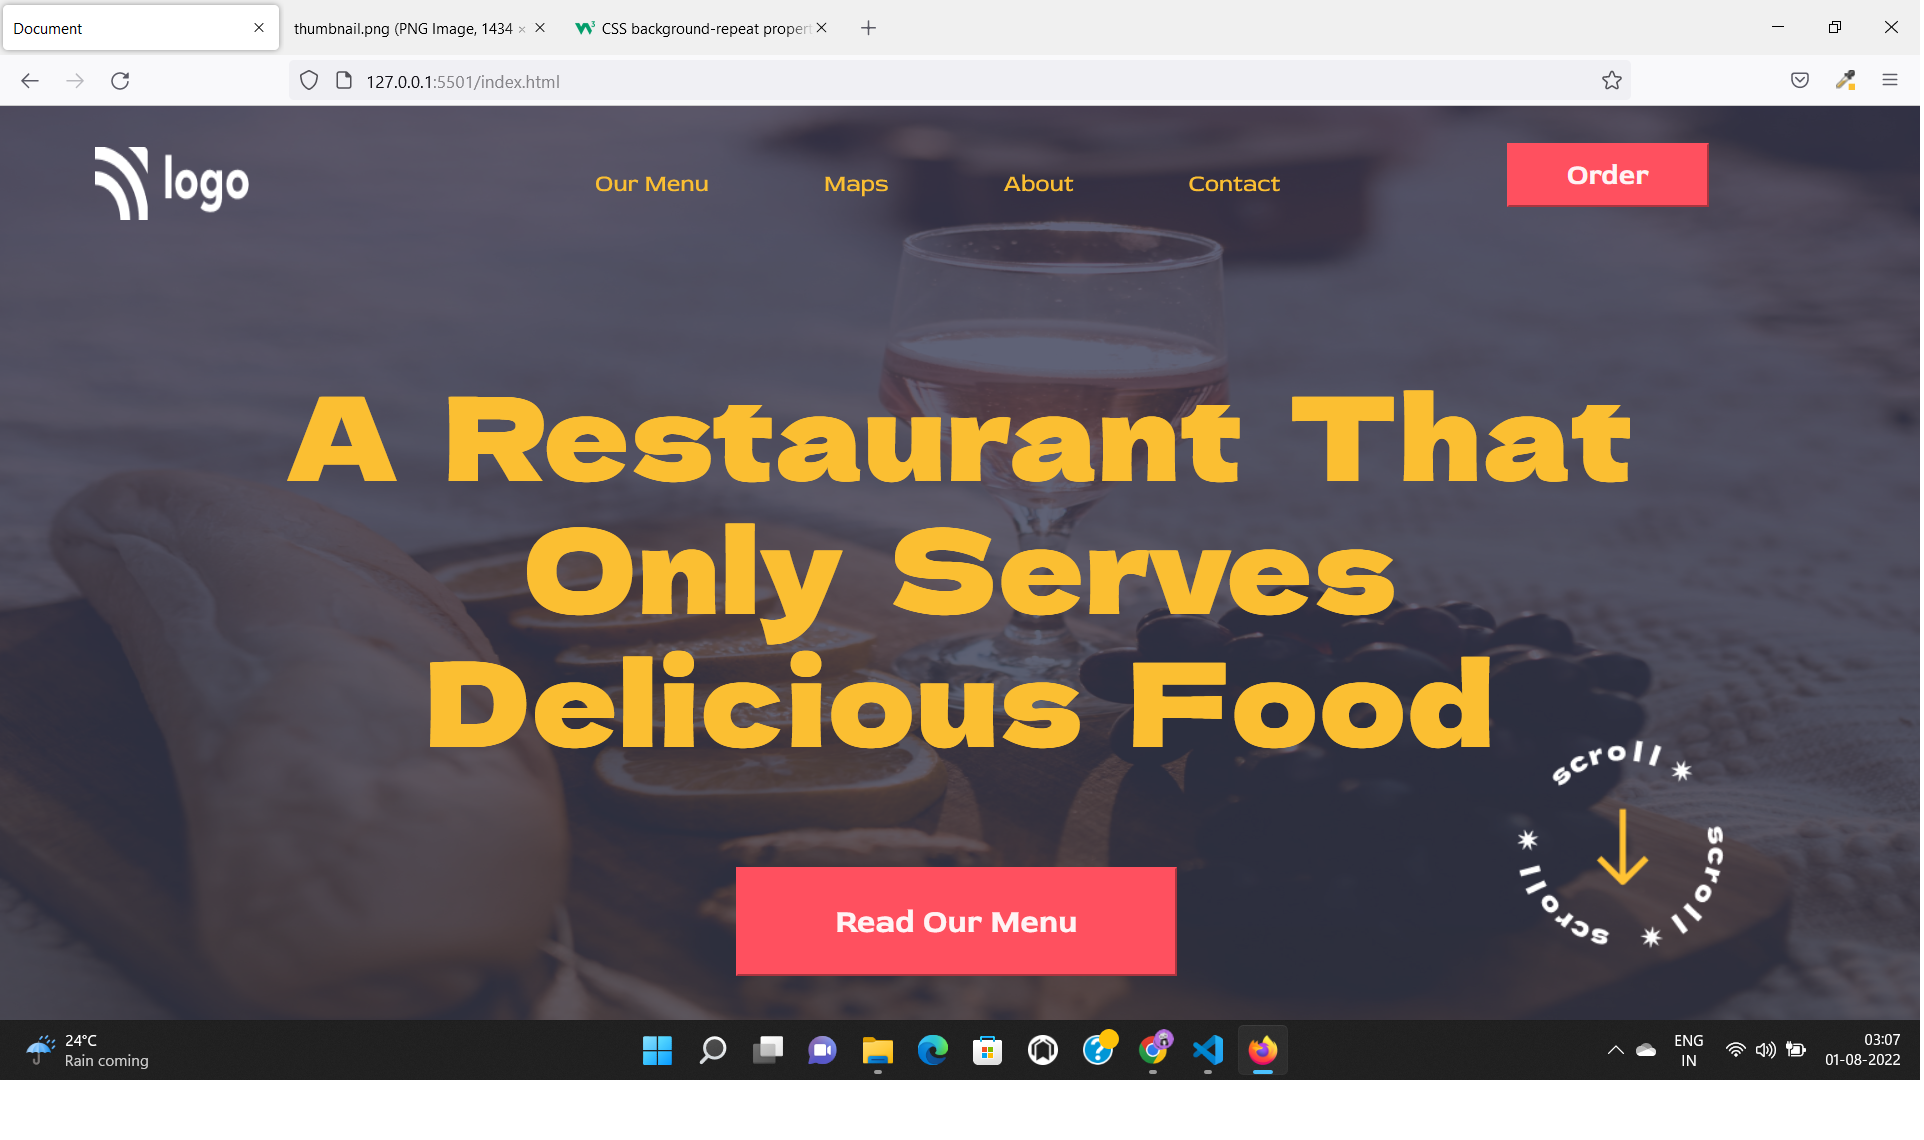 Document
thumbnail.png (PNG Image, 1434 ×
CSS background-repeat propert
127.0.0.1:5501/index.html
logo
Our Menu
Maps
About
Contact
Order
A Restaurant That
Only Serves
Delicious Food
scroll
scroll
scroll
Read Our Menu
24°C
Rain coming
ENG
IN
03:07
01-08-2022